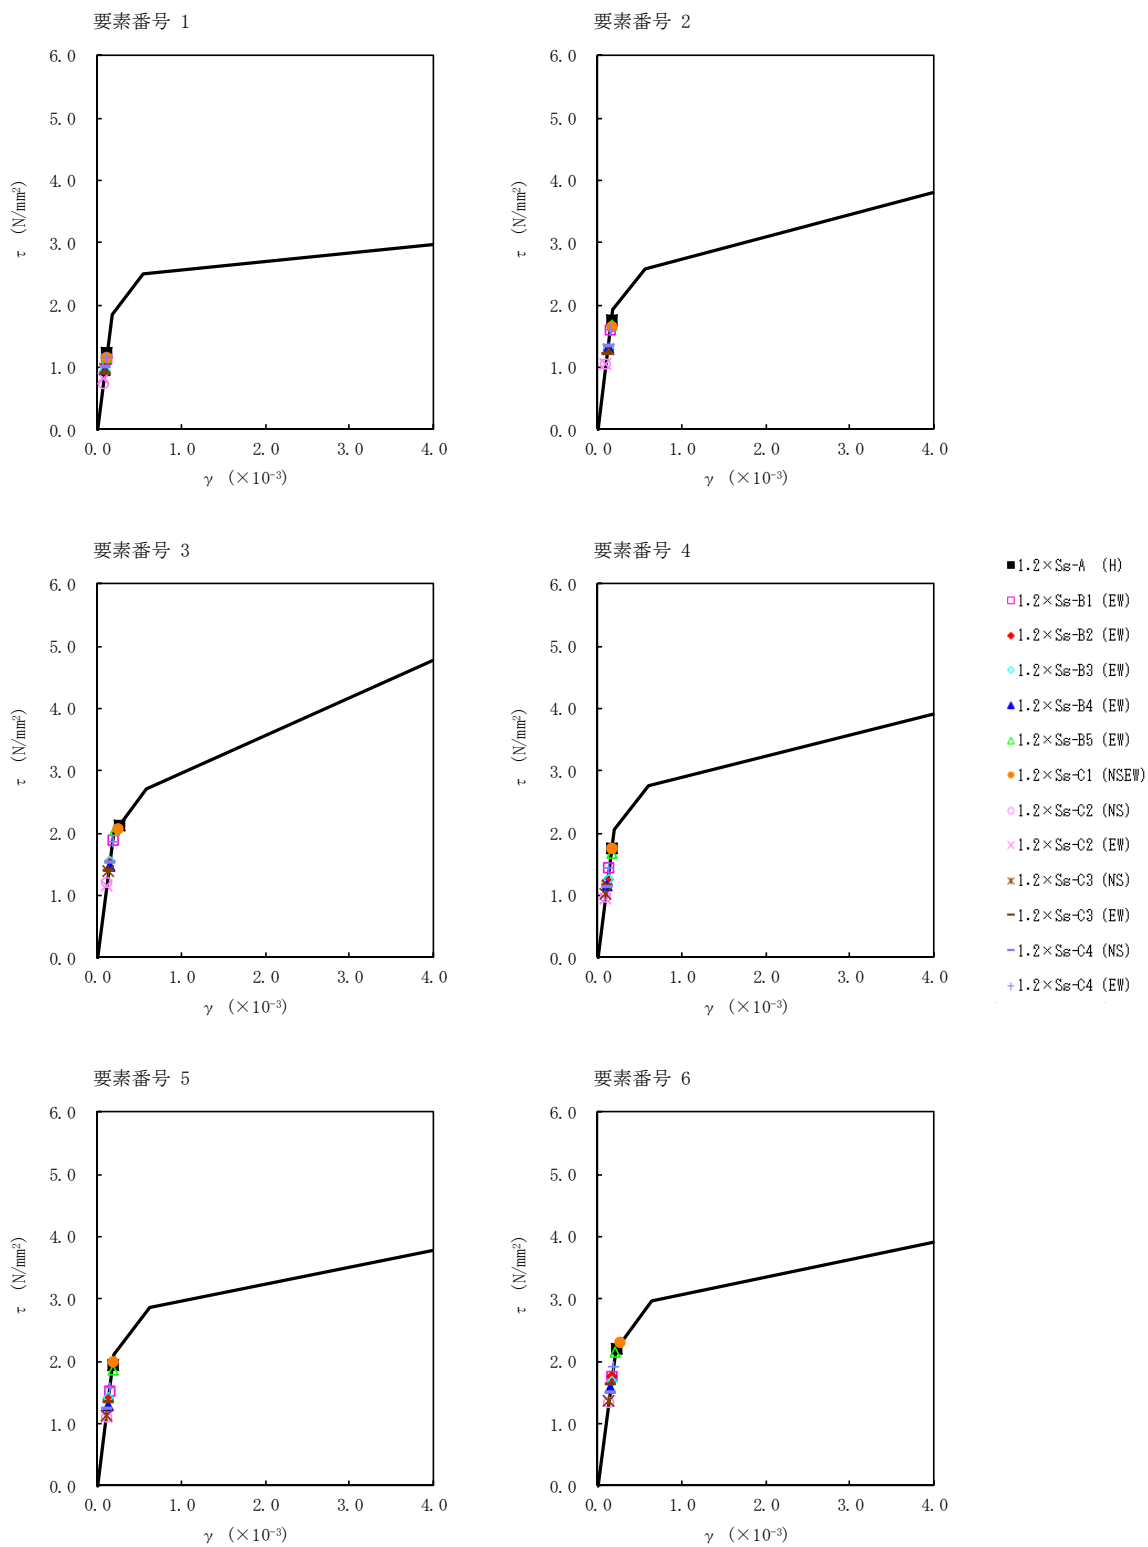 要素番号 1
6.0
5.0
4.0
3.0
2.0
1.0
0.0
τ (N/mm²)
0.0 1.0 2.0 3.0 4.0
γ (×10⁻³)
要素番号 2
6.0
5.0
4.0
3.0
2.0
1.0
0.0
τ (N/mm²)
0.0 1.0 2.0 3.0 4.0
γ (×10⁻³)
要素番号 3
6.0
5.0
4.0
3.0
2.0
1.0
0.0
τ (N/mm²)
0.0 1.0 2.0 3.0 4.0
γ (×10⁻³)
要素番号 4
6.0
5.0
4.0
3.0
2.0
1.0
0.0
τ (N/mm²)
0.0 1.0 2.0 3.0 4.0
γ (×10⁻³)
1.2×Ss-A (H)
1.2×Ss-B1 (EW)
1.2×Ss-B2 (EW)
1.2×Ss-B3 (EW)
1.2×Ss-B4 (EW)
1.2×Ss-B5 (EW)
1.2×Ss-C1 (NSEW)
1.2×Ss-C2 (NS)
1.2×Ss-C2 (EW)
1.2×Ss-C3 (NS)
1.2×Ss-C3 (EW)
1.2×Ss-C4 (NS)
1.2×Ss-C4 (EW)
要素番号 5
6.0
5.0
4.0
3.0
2.0
1.0
0.0
τ (N/mm²)
0.0 1.0 2.0 3.0 4.0
γ (×10⁻³)
要素番号 6
6.0
5.0
4.0
3.0
2.0
1.0
0.0
τ (N/mm²)
0.0 1.0 2.0 3.0 4.0
γ (×10⁻³)